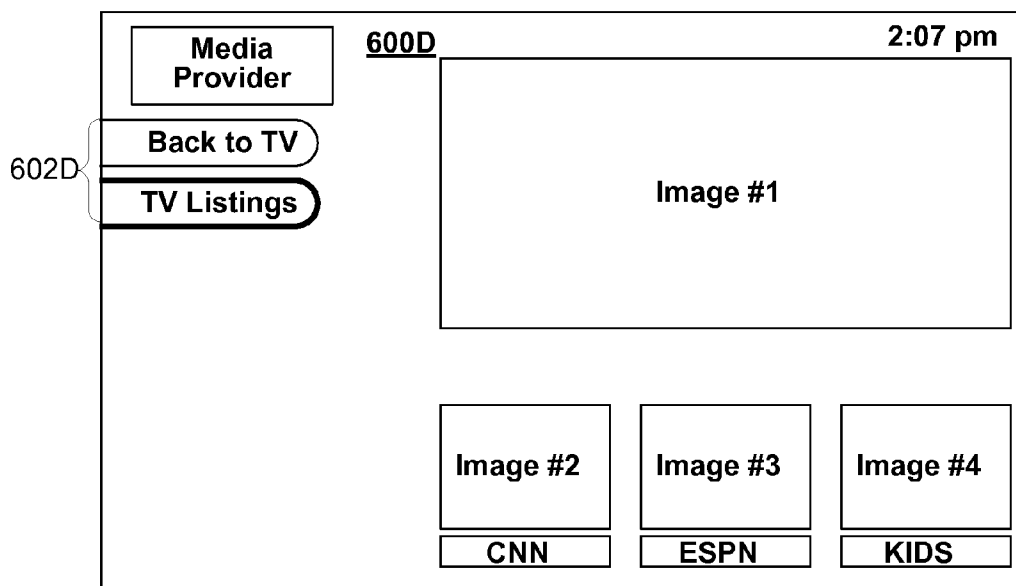 Media
Provider
600D
2:07 pm
602D
Back to TV
TV Listings
Image #1
Image #2
Image #3
Image #4
CNN
ESPN
KIDS